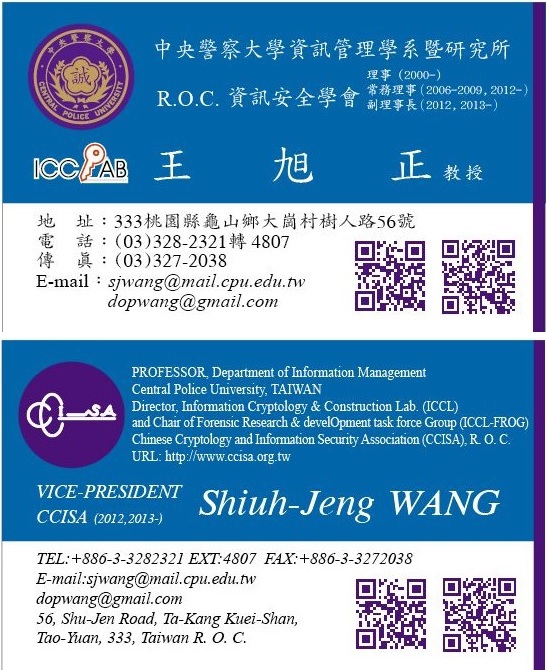 中央警察大學
誠
CENTRAL POLICE UNIVERSITY
中央警察大學資訊管理學系暨研究所
R.O.C. 資訊安全學會
理事 (2000-)
常務理事(2006-2009, 2012-)
副理事長(2012, 2013-)
ICC LAB
王 旭 正 教授
地 址：333桃園縣龜山鄉大崗村樹人路56號
電 話：(03)328-2321轉 4807
傳 眞：(03)327-2038
E-mail：sjwang@mail.cpu.edu.tw
dopwang@gmail.com
CCISA
PROFESSOR, Department of Information Management
Central Police University, TAIWAN
Director, Information Cryptology & Construction Lab. (ICCL)
and Chair of Forensic Research & develOpment task force Group (ICCL-FROG)
Chinese Cryptology and Information Security Association (CCISA), R. O. C.
URL: http://www.ccisa.org.tw
VICE-PRESIDENT
CCISA (2012,2013-)
Shiuh-Jeng WANG
TEL:+886-3-3282321 EXT:4807 FAX:+886-3-3272038
E-mail:sjwang@mail.cpu.edu.tw
dopwang@gmail.com
56, Shu-Jen Road, Ta-Kang Kuei-Shan,
Tao-Yuan, 333, Taiwan R. O. C.